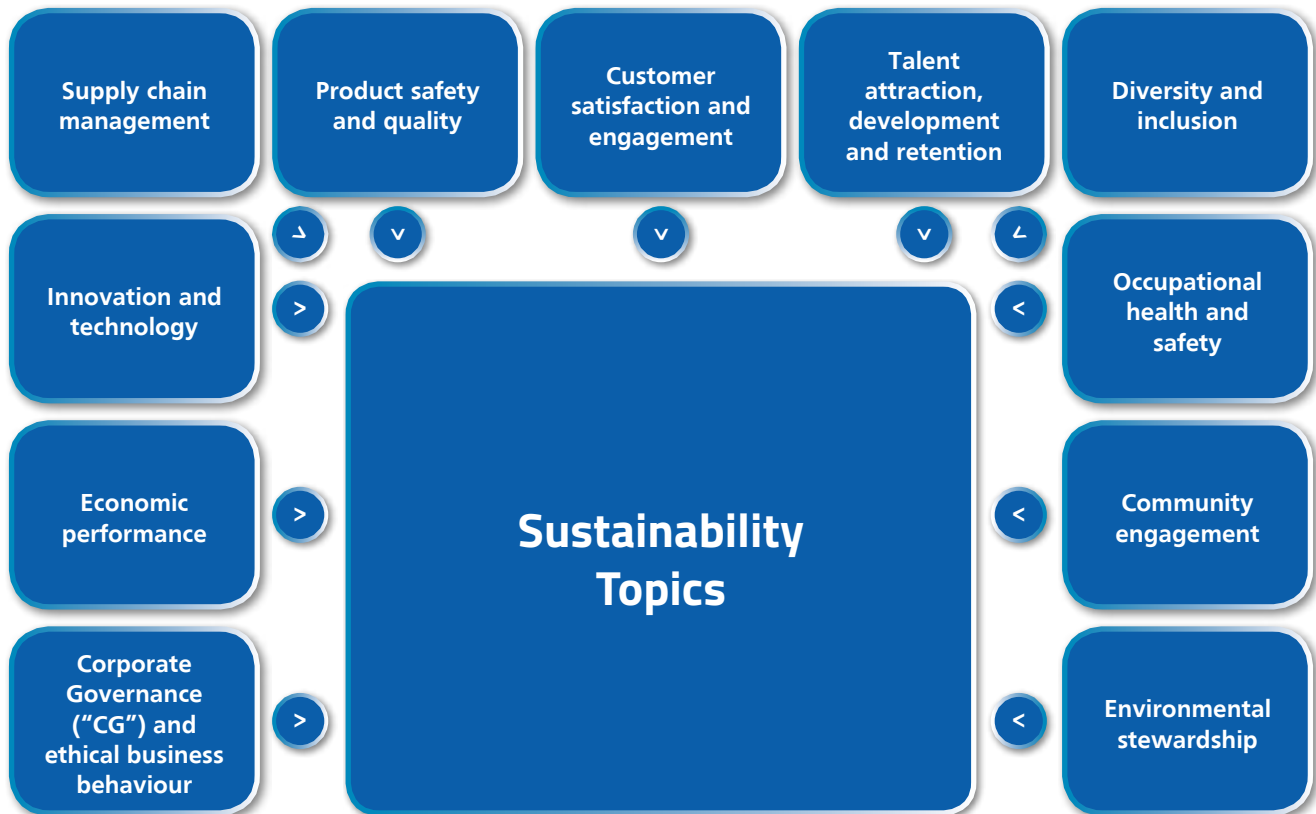 Supply chain
management
Product safety
and quality
Customer
satisfaction and
engagement
Talent
attraction,
development
and retention
Diversity and
inclusion
Innovation and
technology
Occupational
health and
safety
Economic
performance
Sustainability
Topics
Community
engagement
Corporate
Governance
(“CG”) and
ethical business
behaviour
Environmental
stewardship